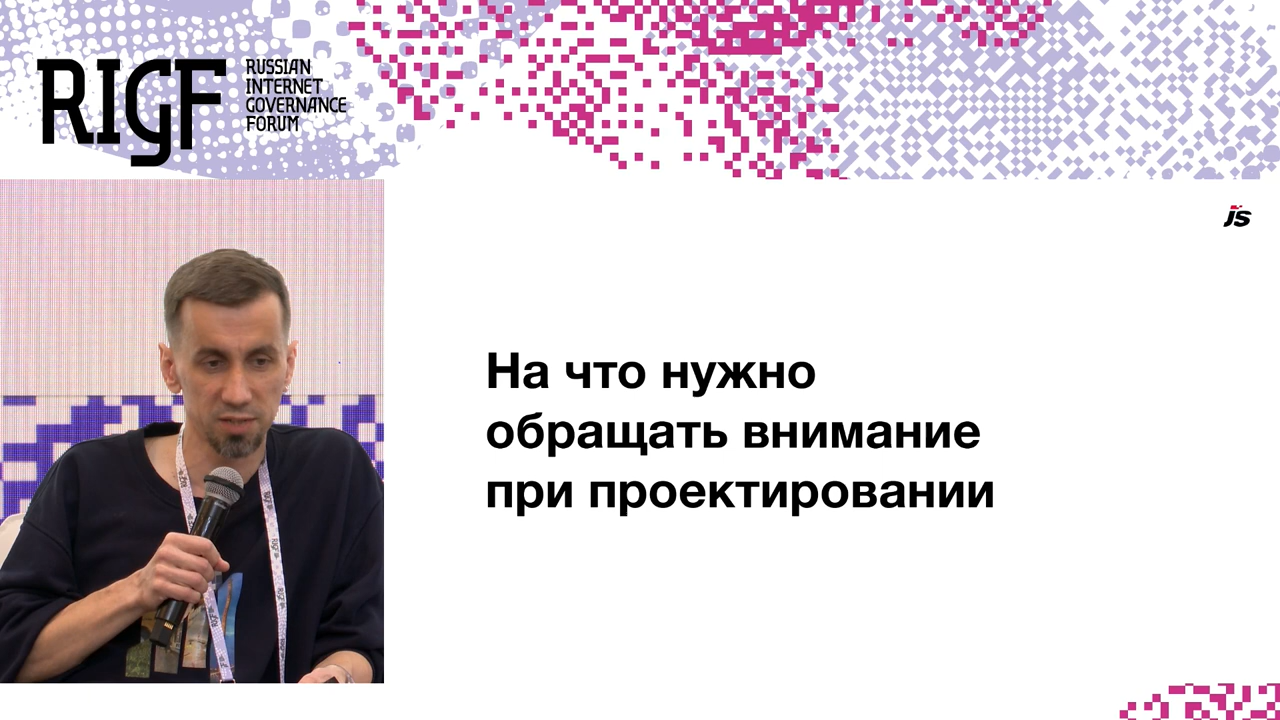 RIGF
RUSSIAN
INTERNET
GOVERNANCE
FORUM
js
На что нужно
обращать внимание
при проектировании